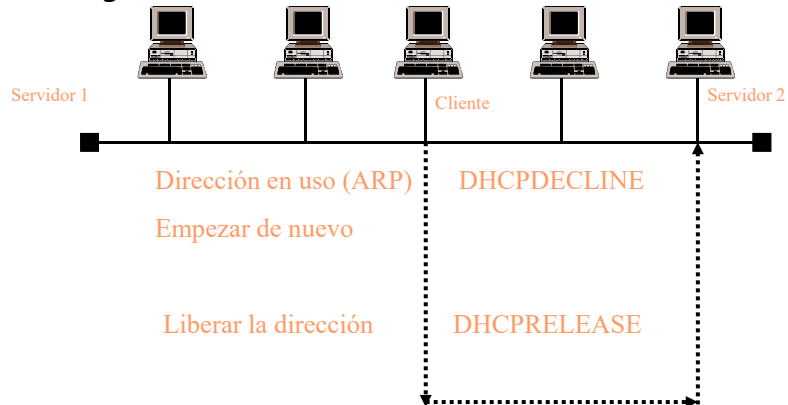 Servidor 1
Cliente
Servidor 2
Dirección en uso (ARP) DHCPDECLINE
Empezar de nuevo
Liberar la dirección DHCPRELEASE